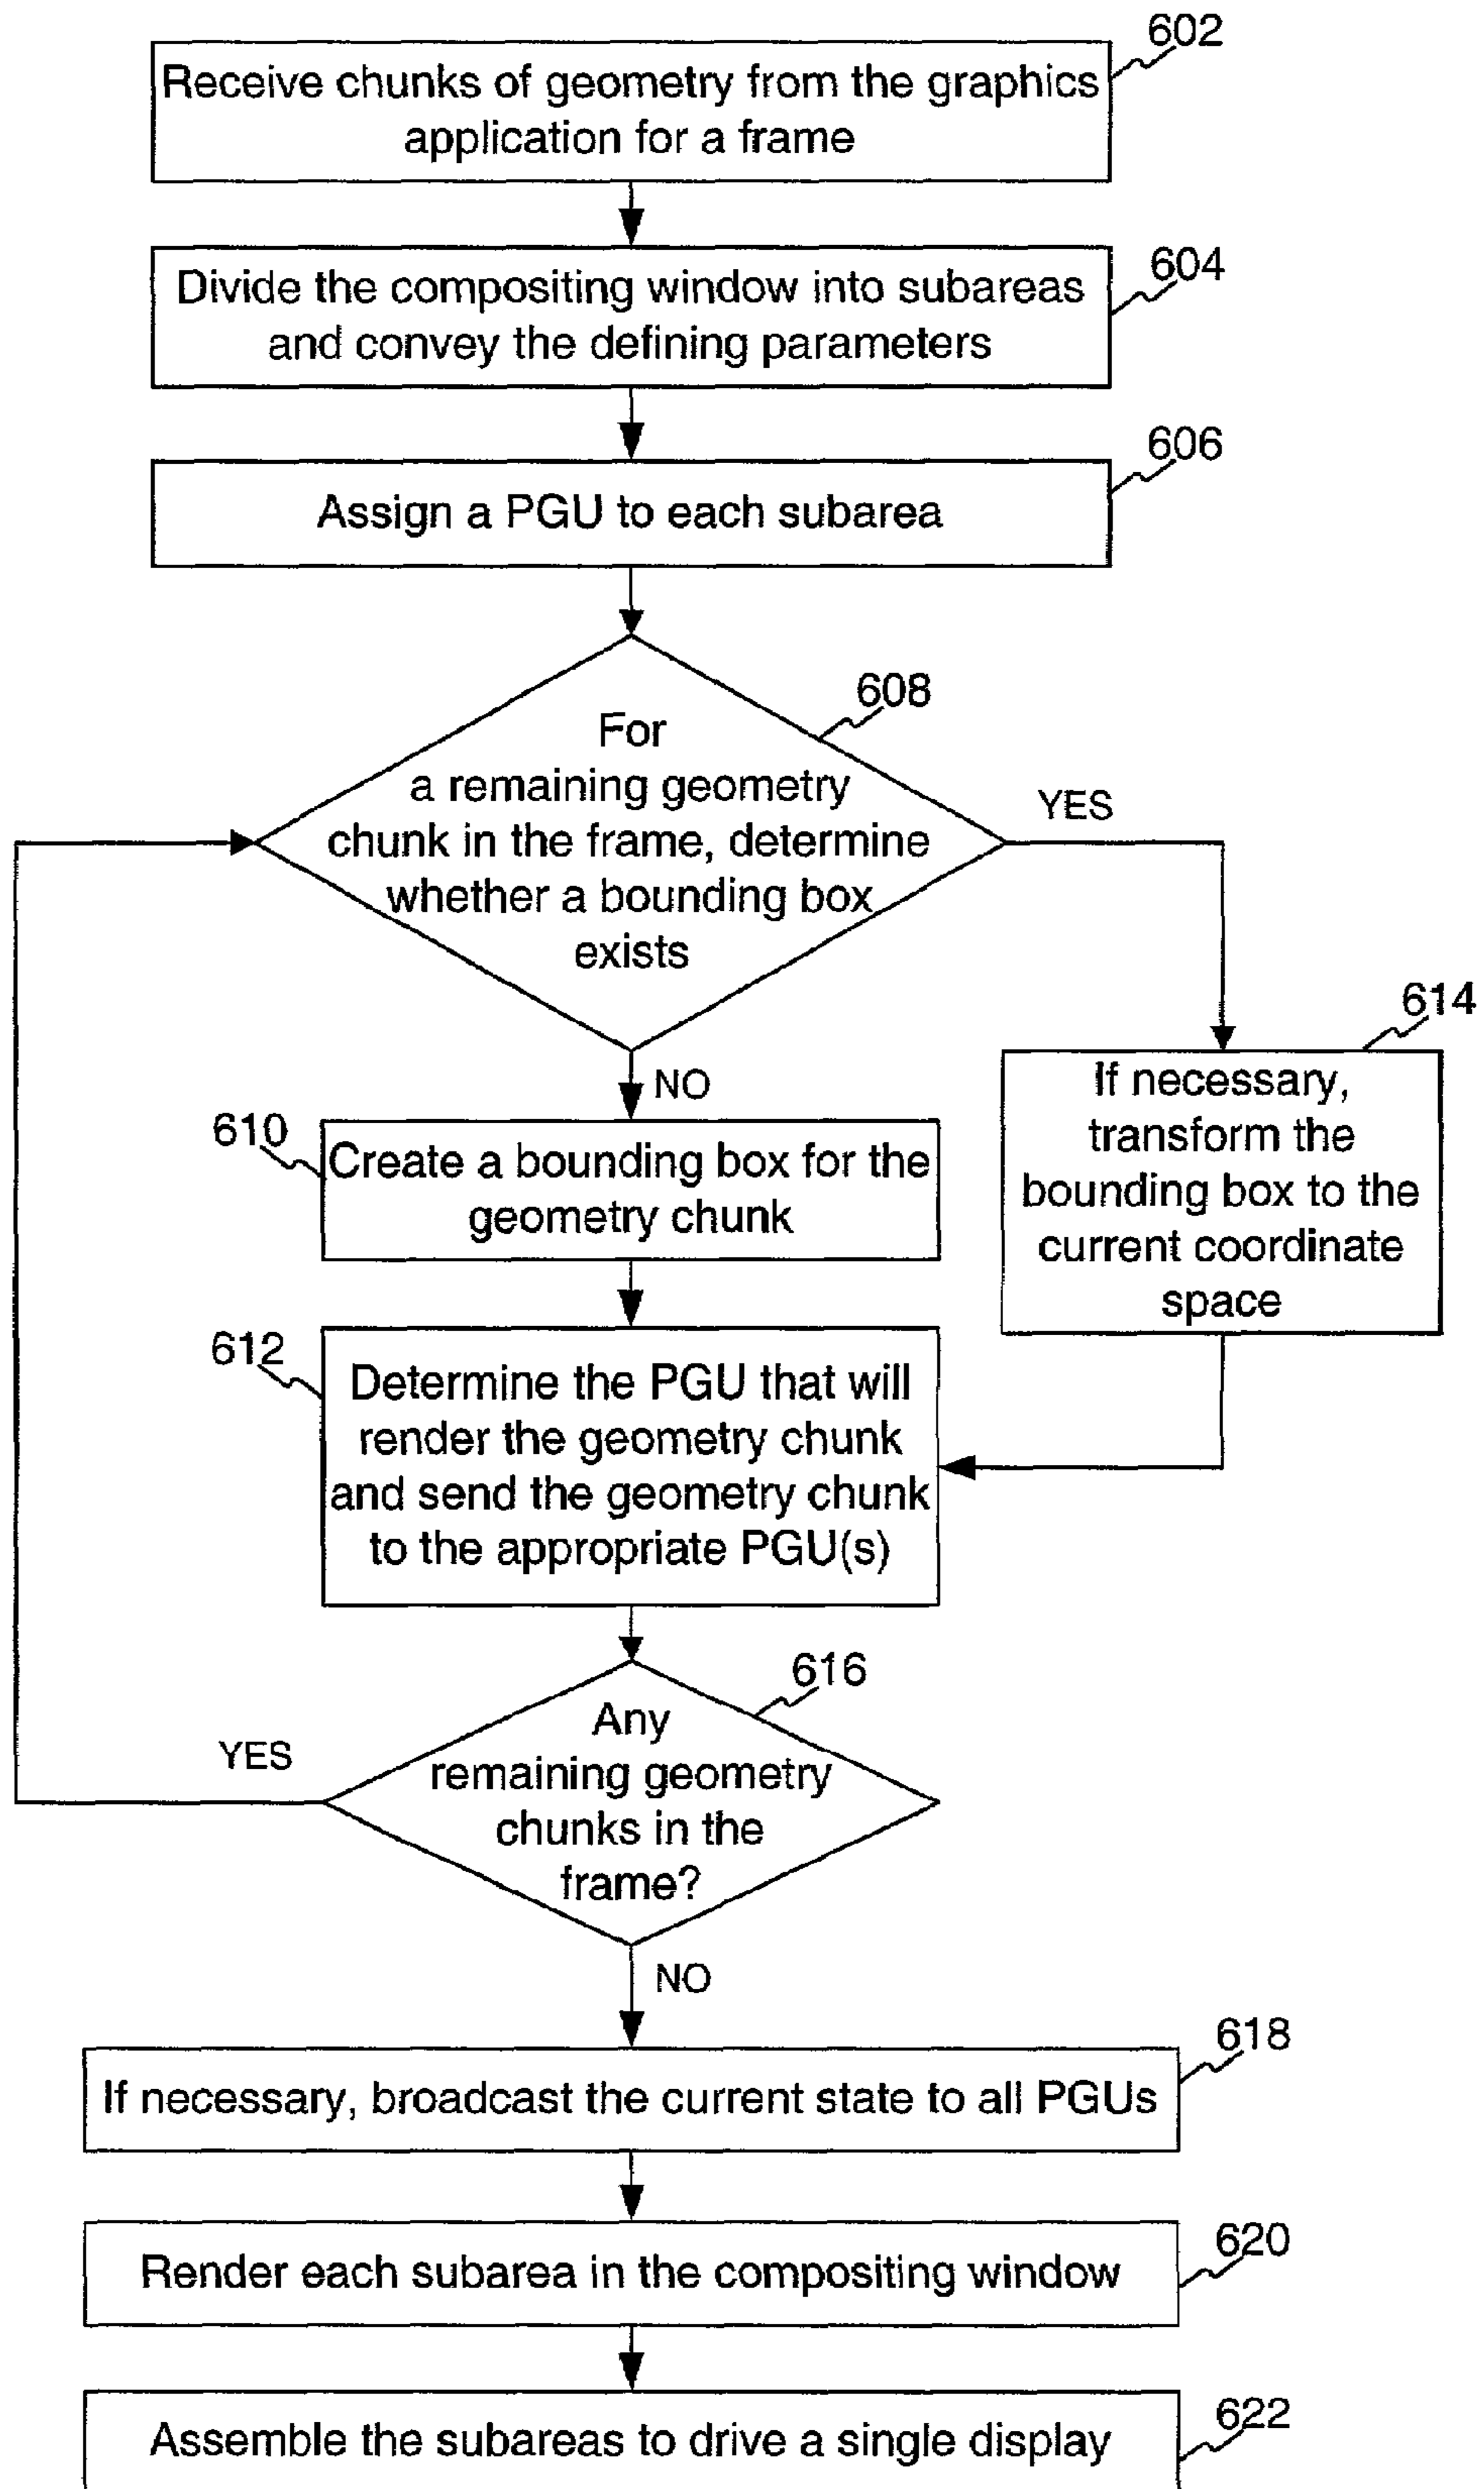 602
Receive chunks of geometry from the graphics
application for a frame
604
Divide the compositing window into subareas
and convey the defining parameters
606
Assign a PGU to each subarea
608
For
a remaining geometry
chunk in the frame, determine
whether a bounding box
exists
YES
614
If necessary,
transform the
bounding box to the
current coordinate
space
NO
610
Create a bounding box for the
geometry chunk
612
Determine the PGU that will
render the geometry chunk
and send the geometry chunk
to the appropriate PGU(s)
616
Any
remaining geometry
chunks in the
frame?
YES
NO
618
If necessary, broadcast the current state to all PGUs
620
Render each subarea in the compositing window
622
Assemble the subareas to drive a single display